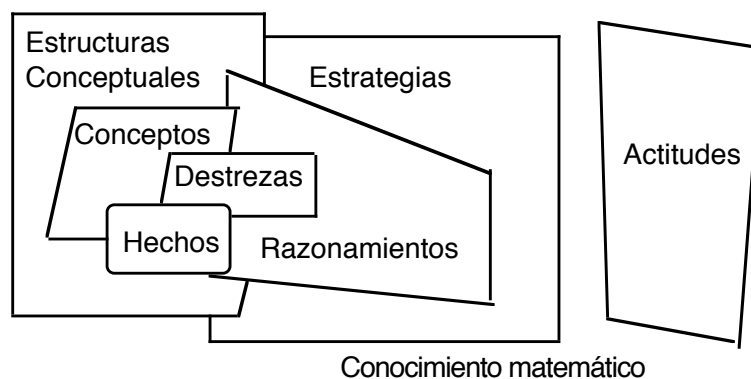 Estructuras
Conceptuales
Estrategias
Conceptos
Destrezas
Actitudes
Hechos
Razonamientos
Conocimiento matemático